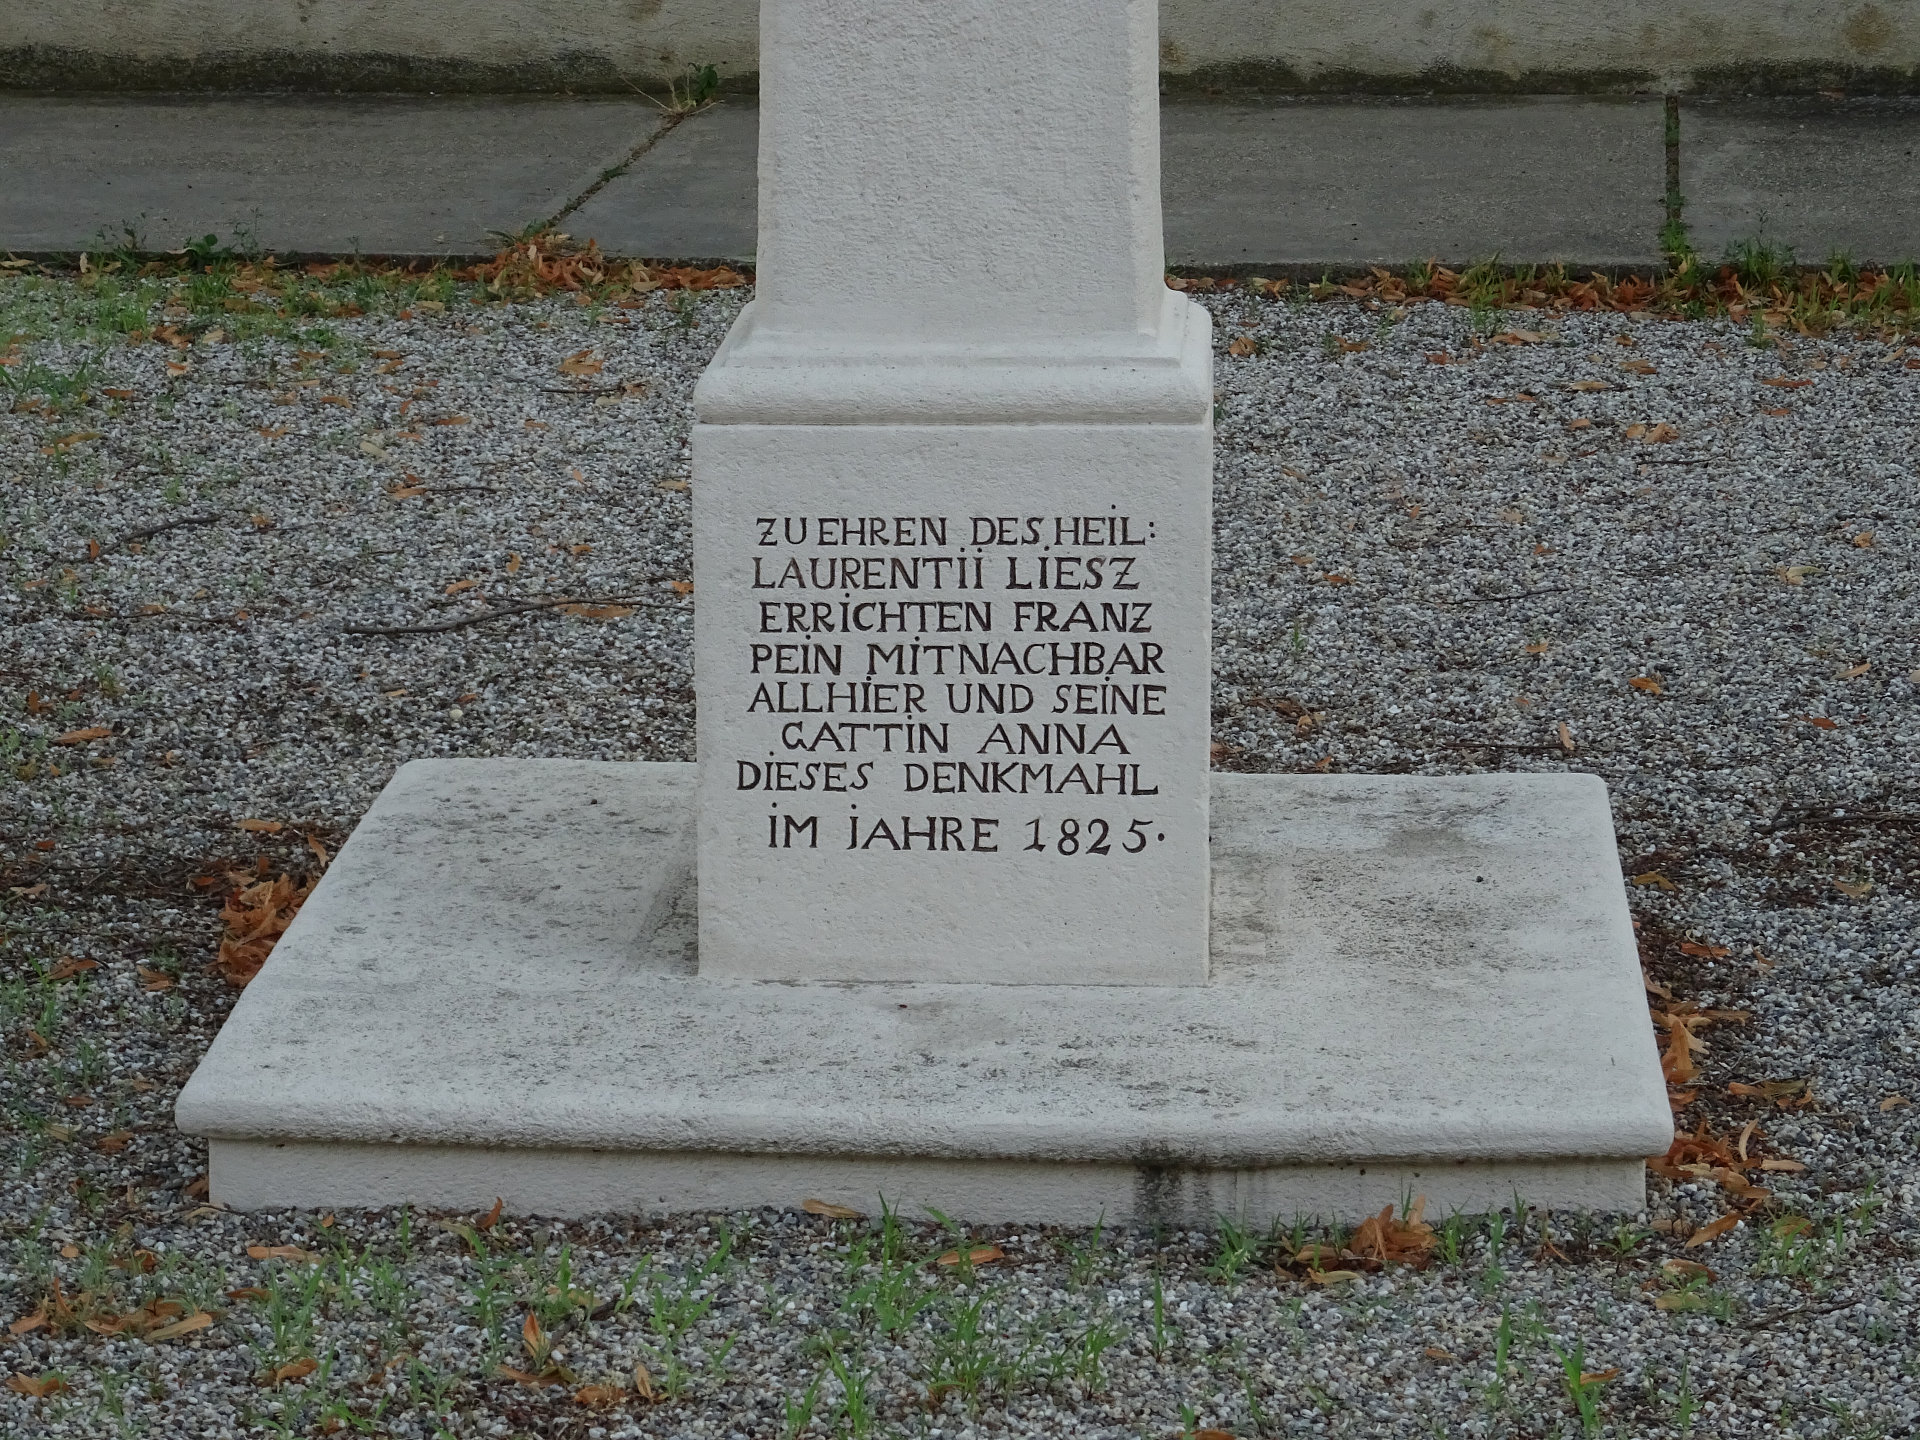 ZU EHREN DES HEIL:
LAURENTII LIESZ
ERRICHTEN FRANZ
PEIN MITNACHBAR
ALLHIER UND SEINE
GATTIN ANNA
DIESES DENKMAHL
IM JAHRE 1825.